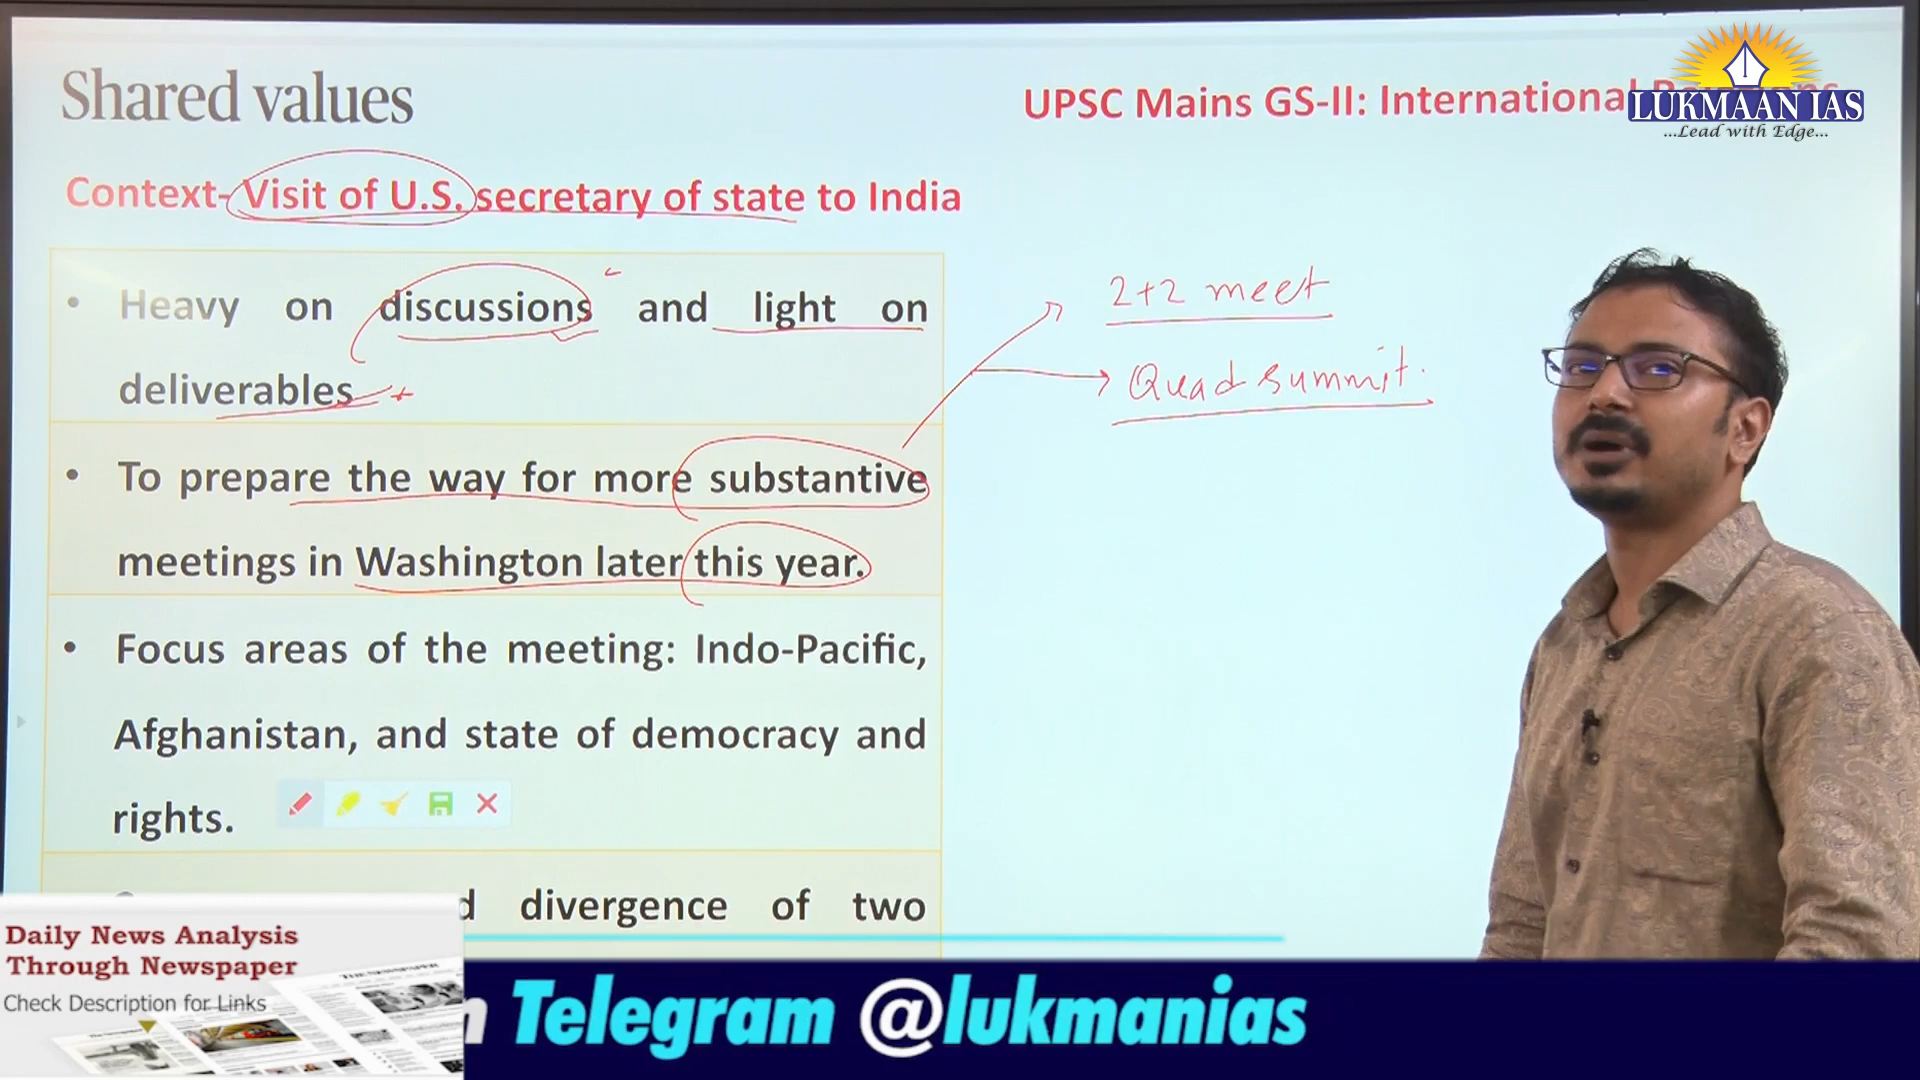 Shared values
UPSC Mains GS-II: International
LUKMAAN IAS
...Lead with Edge...
Context- Visit of U.S. secretary of state to India
• Heavy on discussions and light on
deliverables
2+2 meet
Quad summit.
• To prepare the way for more substantive
meetings in Washington later this year.
• Focus areas of the meeting: Indo-Pacific,
Afghanistan, and state of democracy and
rights.
d divergence of two
Daily News Analysis
Through Newspaper
Check Description for Links
n Telegram @lukmanias